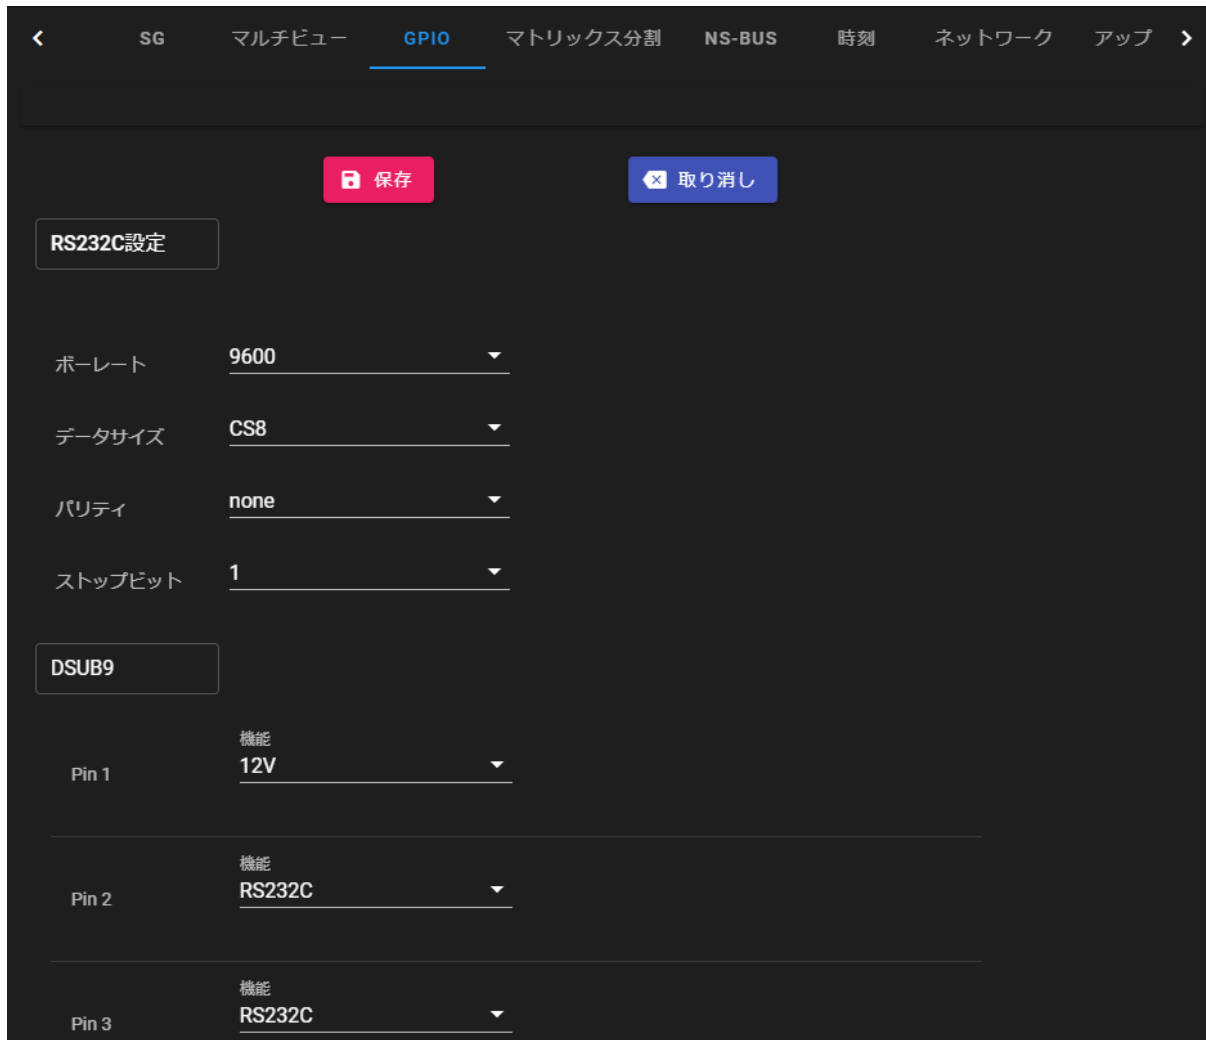 SG マルチビュー GPIO マトリックス分割 NS-BUS 時刻 ネットワーク アップ
保存 取り消し
RS232C設定
ボーレート 9600
データサイズ CS8
パリティ none
ストップビット 1
DSUB9
機能
Pin 1 12V
機能
Pin 2 RS232C
機能
Pin 3 RS232C